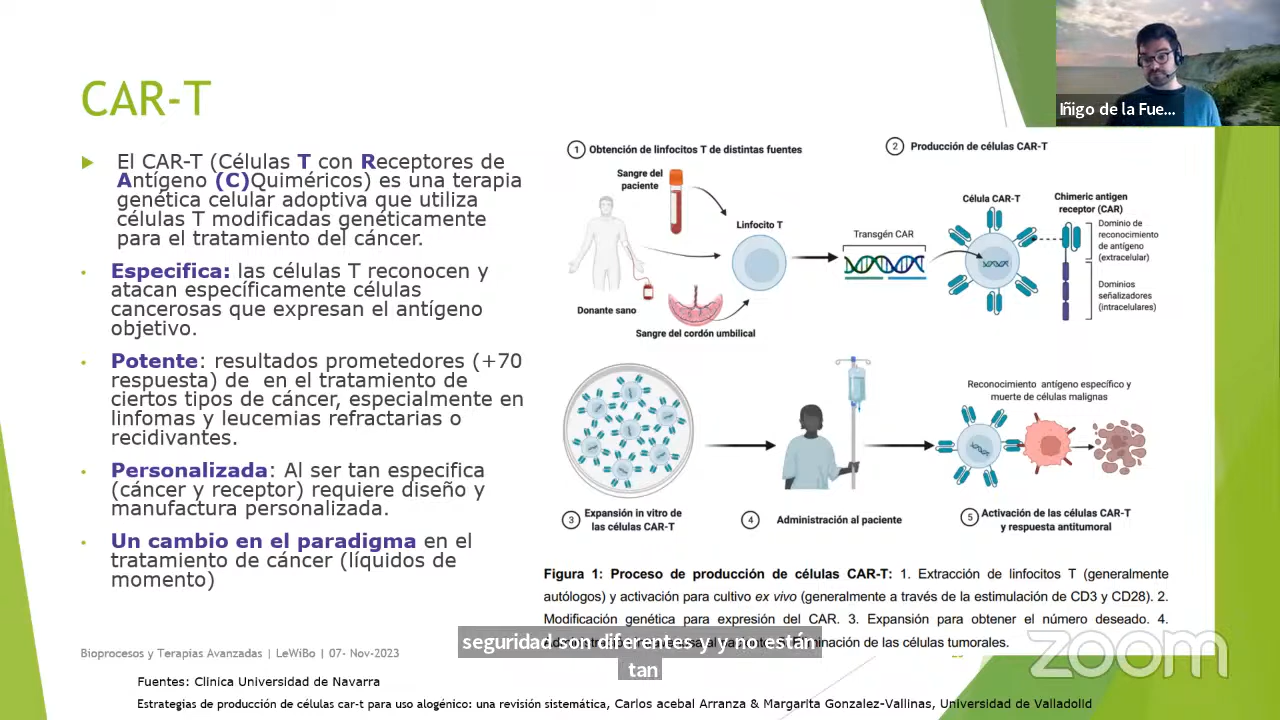 CAR-T
El CAR-T (Células T con Receptores de
Antígeno (C)Quiméricos) es una terapia
genética celular adoptiva que utiliza
células T modificadas genéticamente
para el tratamiento del cáncer.
Especifica: las células T reconocen y
atacan específicamente células
cancerosas que expresan el antígeno
objetivo.
Potente: resultados prometedores (+70
respuesta) de en el tratamiento de
ciertos tipos de cáncer, especialmente en
linfomas y leucemias refractarias o
recidivantes.
Personalizada: Al ser tan especifica
(cáncer y receptor) requiere diseño y
manufactura personalizada.
Un cambio en el paradigma en el
tratamiento de cáncer (líquidos de
momento)
Iñigo de la Fue...
1 Obtención de linfocitos T de distintas fuentes
Sangre del
paciente
Linfocito T
Donante sano
Sangre del cordón umbilical
2 Producción de células CAR-T
Transgén CAR
Célula CAR-T
Chimeric antigen
receptor (CAR)
Dominio de
reconocimiento
de antígeno
(extracelular)
Dominios
señalizadores
(intracelulares)
3 Expansión in vitro de
las células CAR-T
4 Administración al paciente
Reconocimiento antígeno específico y
muerte de células malignas
5 Activación de las células CAR-T
y respuesta antitumoral
Figura 1: Proceso de producción de células CAR-T: 1. Extracción de linfocitos T (generalmente
autólogos) y activación para cultivo ex vivo (generalmente a través de la estimulación de CD3 y CD28). 2.
Modificación genética para expresión del CAR. 3. Expansión para obtener el número deseado. 4.
de las células tumorales.
seguridad son diferentes y y no están
tan
zoom
Bioprocesos y Terapias Avanzadas | LeWiBo | 07- Nov-2023
Fuentes: Clinica Universidad de Navarra
Estrategias de producción de células car-t para uso alogénico: una revisión sistemática, Carlos acebal Arranza & Margarita Gonzalez-Vallinas, Universidad de Valladolid